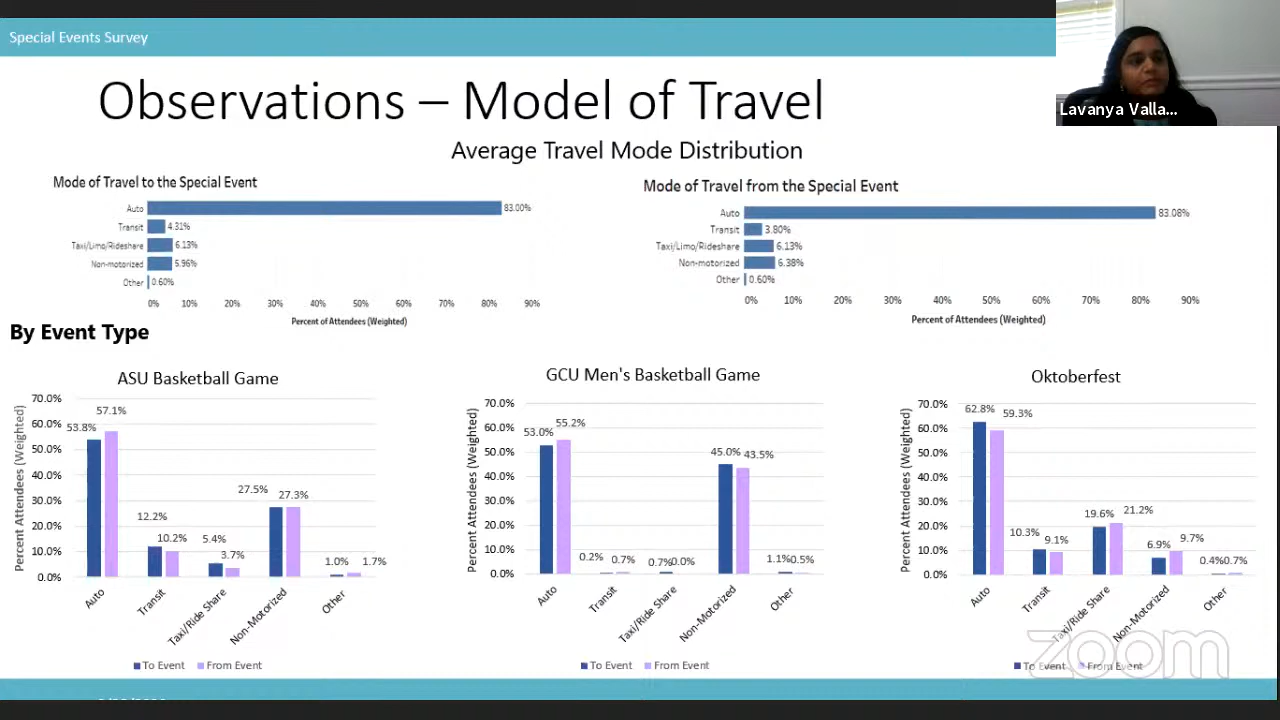 Special Events Survey
Lavanya Valla...
Observations – Model of Travel
Average Travel Mode Distribution
Mode of Travel to the Special Event
Auto 83.00%
Transit 4.31%
Taxi/Limo/Rideshare 6.13%
Non-motorized 5.96%
Other 0.60%
0% 10% 20% 30% 40% 50% 60% 70% 80% 90%
Percent of Attendees (Weighted)
Mode of Travel from the Special Event
Auto 83.08%
Transit 3.80%
Taxi/Limo/Rideshare 6.13%
Non-motorized 6.38%
Other 0.60%
0% 10% 20% 30% 40% 50% 60% 70% 80% 90%
Percent of Attendees (Weighted)
By Event Type
ASU Basketball Game
Percent Attendees (Weighted)
70.0%
60.0%
50.0%
40.0%
30.0%
20.0%
10.0%
0.0%
53.8% 57.1%
12.2% 10.2%
5.4% 3.7%
27.5% 27.3%
1.0% 1.7%
Auto Transit Taxi/Ride Share Non-Motorized Other
To Event From Event
GCU Men's Basketball Game
Percent Attendees (Weighted)
70.0%
60.0%
50.0%
40.0%
30.0%
20.0%
10.0%
0.0%
53.0% 55.2%
0.2% 0.7%
0.7% 0.0%
45.0% 43.5%
1.1% 0.5%
Auto Transit Taxi/Ride Share Non-Motorized Other
To Event From Event
Oktoberfest
Percent Attendees (Weighted)
70.0%
60.0%
50.0%
40.0%
30.0%
20.0%
10.0%
0.0%
62.8% 59.3%
10.3% 9.1%
19.6% 21.2%
6.9% 9.7%
0.4% 0.7%
Auto Transit Taxi/Ride Share Non-Motorized Other
To Event From Event
zoom